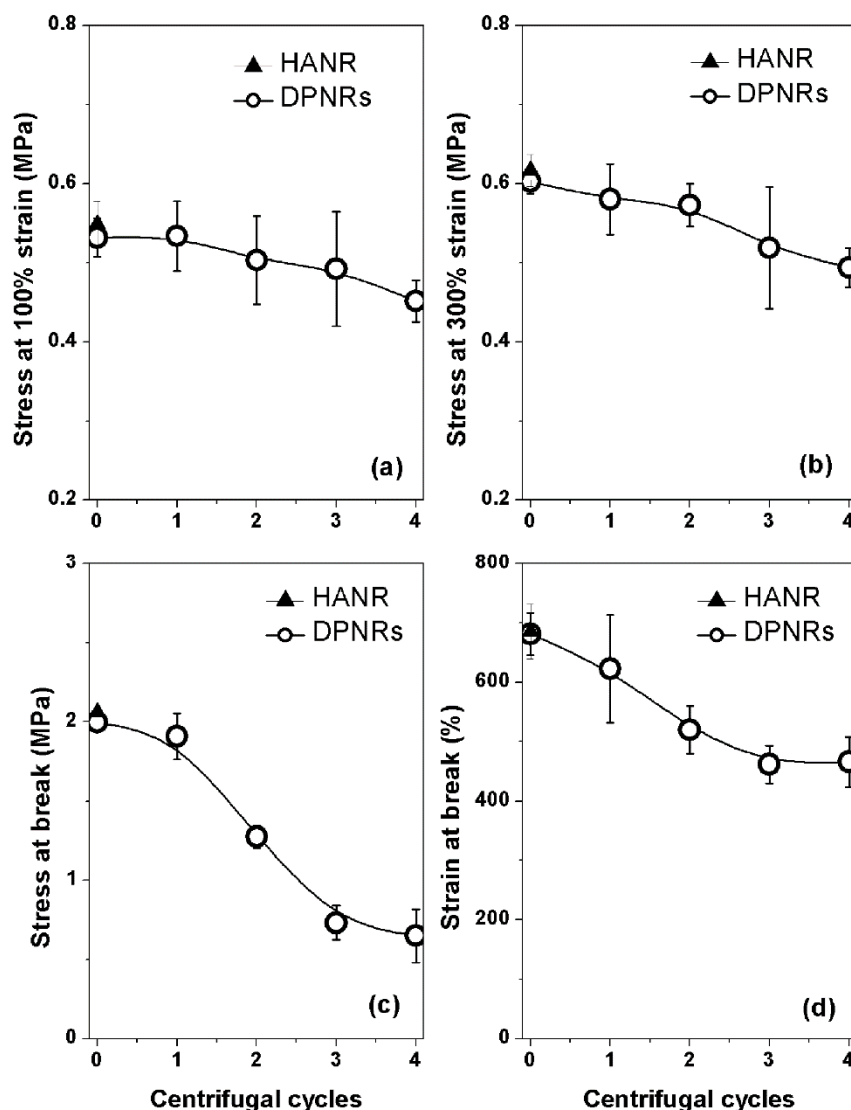 Stress at 100% strain (MPa)
0.8
0.6
0.4
0.2
HANR
DPNRs
(a)
0
1
2
3
4
Stress at 300% strain (MPa)
0.8
0.6
0.4
0.2
HANR
DPNRs
(b)
0
1
2
3
4
Stress at break (MPa)
3
2
1
0
HANR
DPNRs
(c)
0
1
2
3
4
Centrifugal cycles
Strain at break (%)
800
600
400
200
0
HANR
DPNRs
(d)
0
1
2
3
4
Centrifugal cycles